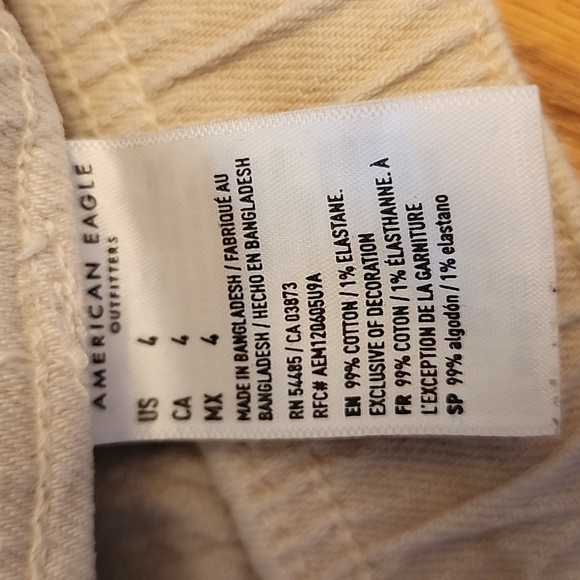 AMERICAN EAGLE
OUTFITTERS
US 4
CA 4
MX 4
MADE IN BANGLADESH / FABRIQUÉ AU
BANGLADESH / HECHO EN BANGLADESH
RN 54485 / CA 03873
RFC# AEM120605U9A
EN 99% COTTON / 1% ELASTANE.
EXCLUSIVE OF DECORATION
FR 99% COTON / 1% ÉLASTHANNE. À
L'EXCEPTION DE LA GARNITURE
SP 99% algodón / 1% elastano